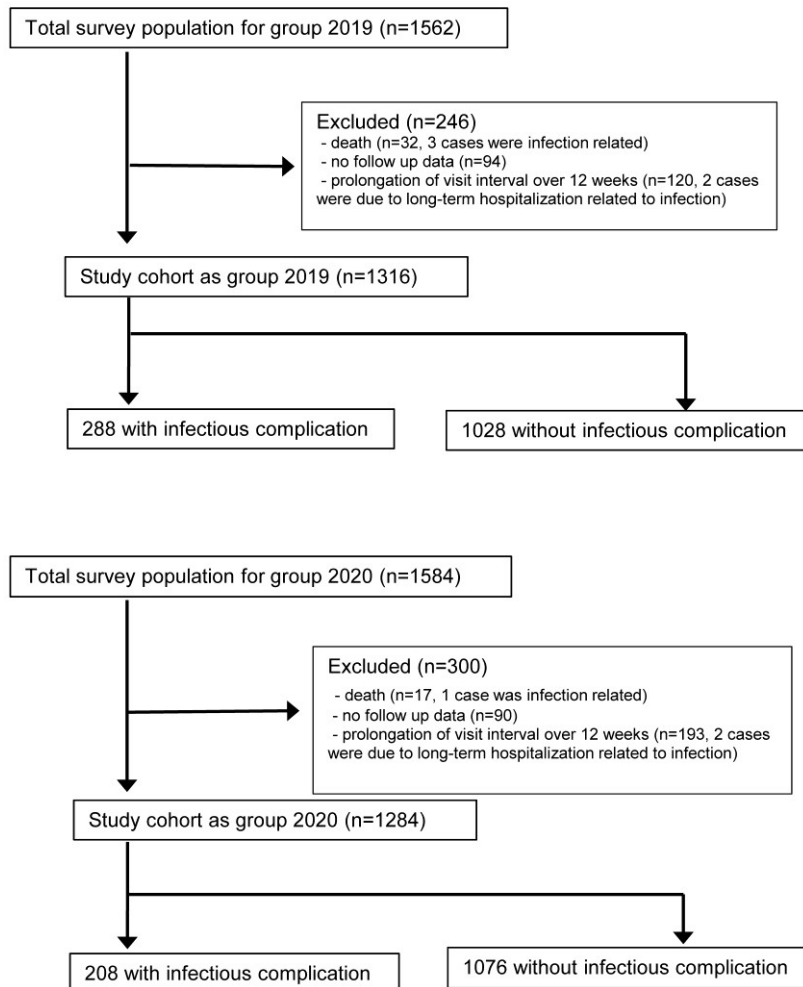 Total survey population for group 2019 (n=1562)
Excluded (n=246)
- death (n=32, 3 cases were infection related)
- no follow up data (n=94)
- prolongation of visit interval over 12 weeks (n=120, 2 cases
were due to long-term hospitalization related to infection)
Study cohort as group 2019 (n=1316)
288 with infectious complication
1028 without infectious complication
Total survey population for group 2020 (n=1584)
Excluded (n=300)
- death (n=17, 1 case was infection related)
- no follow up data (n=90)
- prolongation of visit interval over 12 weeks (n=193, 2 cases
were due to long-term hospitalization related to infection)
Study cohort as group 2020 (n=1284)
208 with infectious complication
1076 without infectious complication